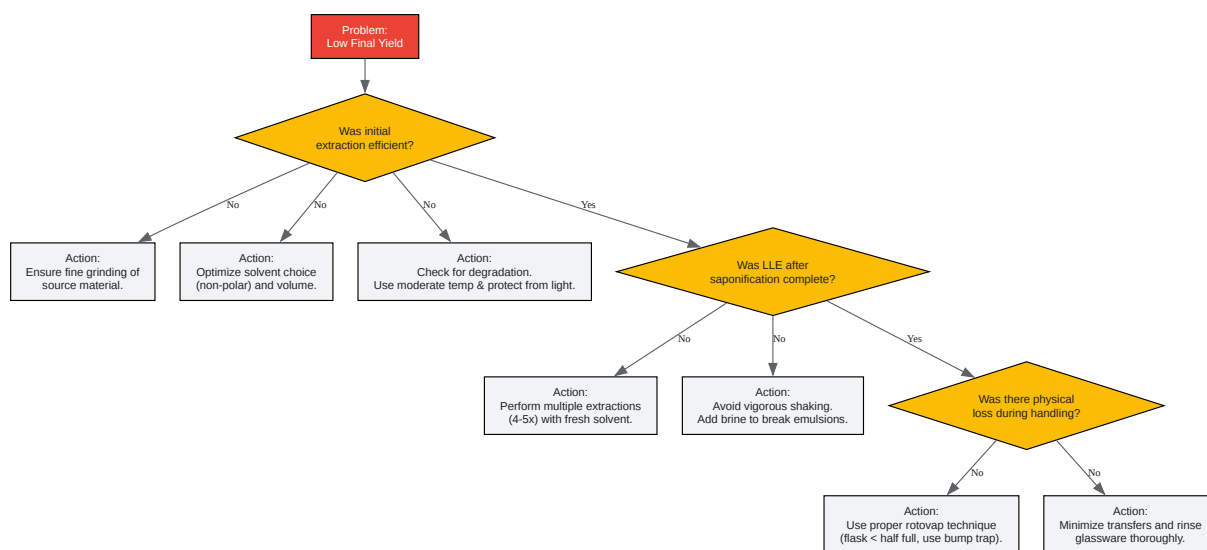 Problem:
Low Final Yield
Was initial
extraction efficient?
No
No
No
Yes
Action:
Ensure fine grinding of
source material.
Action:
Optimize solvent choice
(non-polar) and volume.
Action:
Check for degradation.
Use moderate temp & protect from light.
Was LLE after
saponification complete?
No
No
Yes
Action:
Perform multiple extractions
(4-5x) with fresh solvent.
Action:
Avoid vigorous shaking.
Add brine to break emulsions.
Was there physical
loss during handling?
No
No
Action:
Use proper rotovap technique
(flask < half full, use bump trap).
Action:
Minimize transfers and rinse
glassware thoroughly.